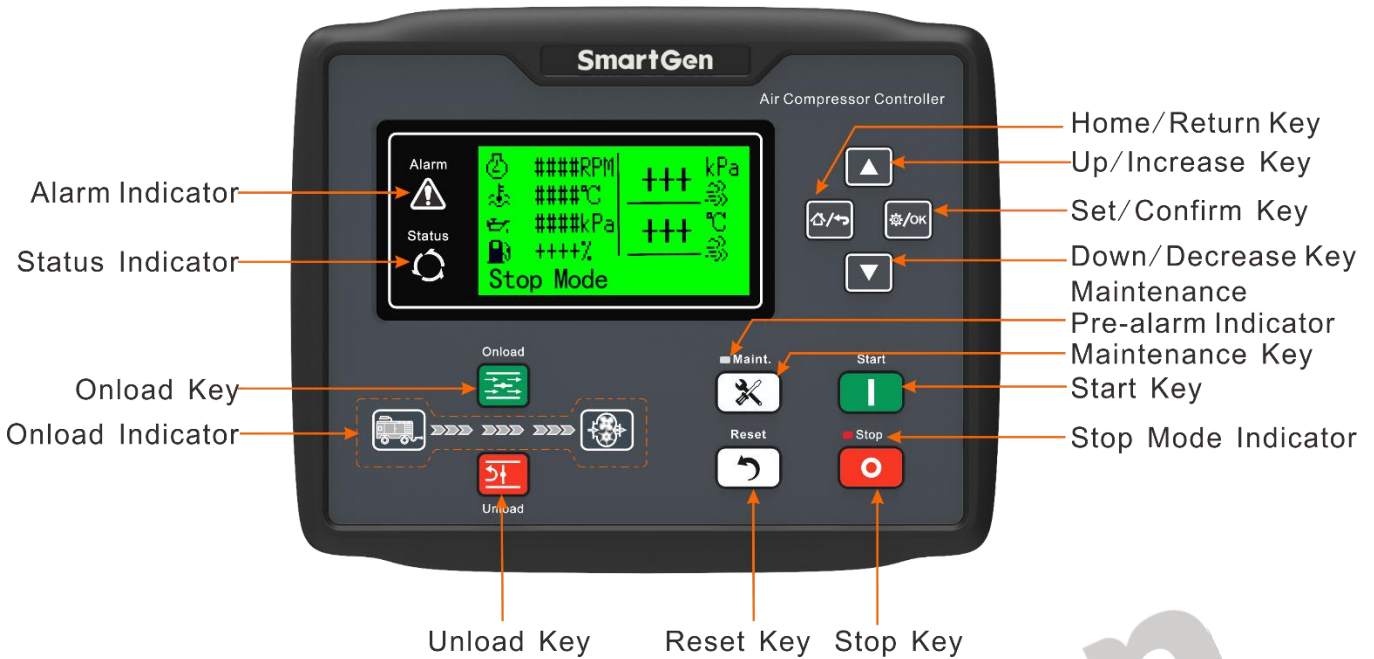 SmartGen
Air Compressor Controller
Home/Return Key
Up/Increase Key
Set/Confirm Key
Down/Decrease Key
Maintenance
Pre-alarm Indicator
Maintenance Key
Start Key
Stop Mode Indicator
Alarm Indicator
Status Indicator
Onload Key
Onload Indicator
Alarm
Status
####RPM
####℃
####kPa
++++%
+++ kPa
+++ ℃
Stop Mode
/OK
Onload
Unload
Maint.
Start
Reset
Stop
Unload Key
Reset Key
Stop Key